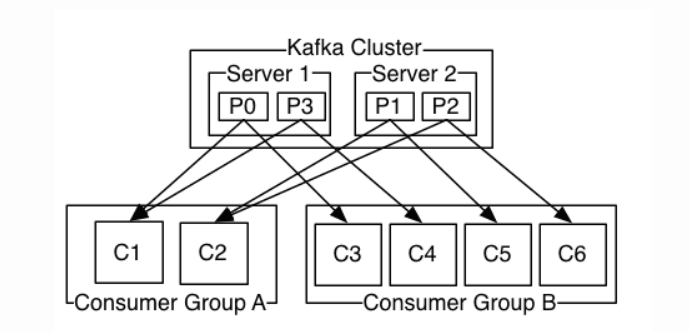 Kafka Cluster
Server 1
Server 2
P0
P3
P1
P2
C1
C2
C3
C4
C5
C6
Consumer Group A
Consumer Group B